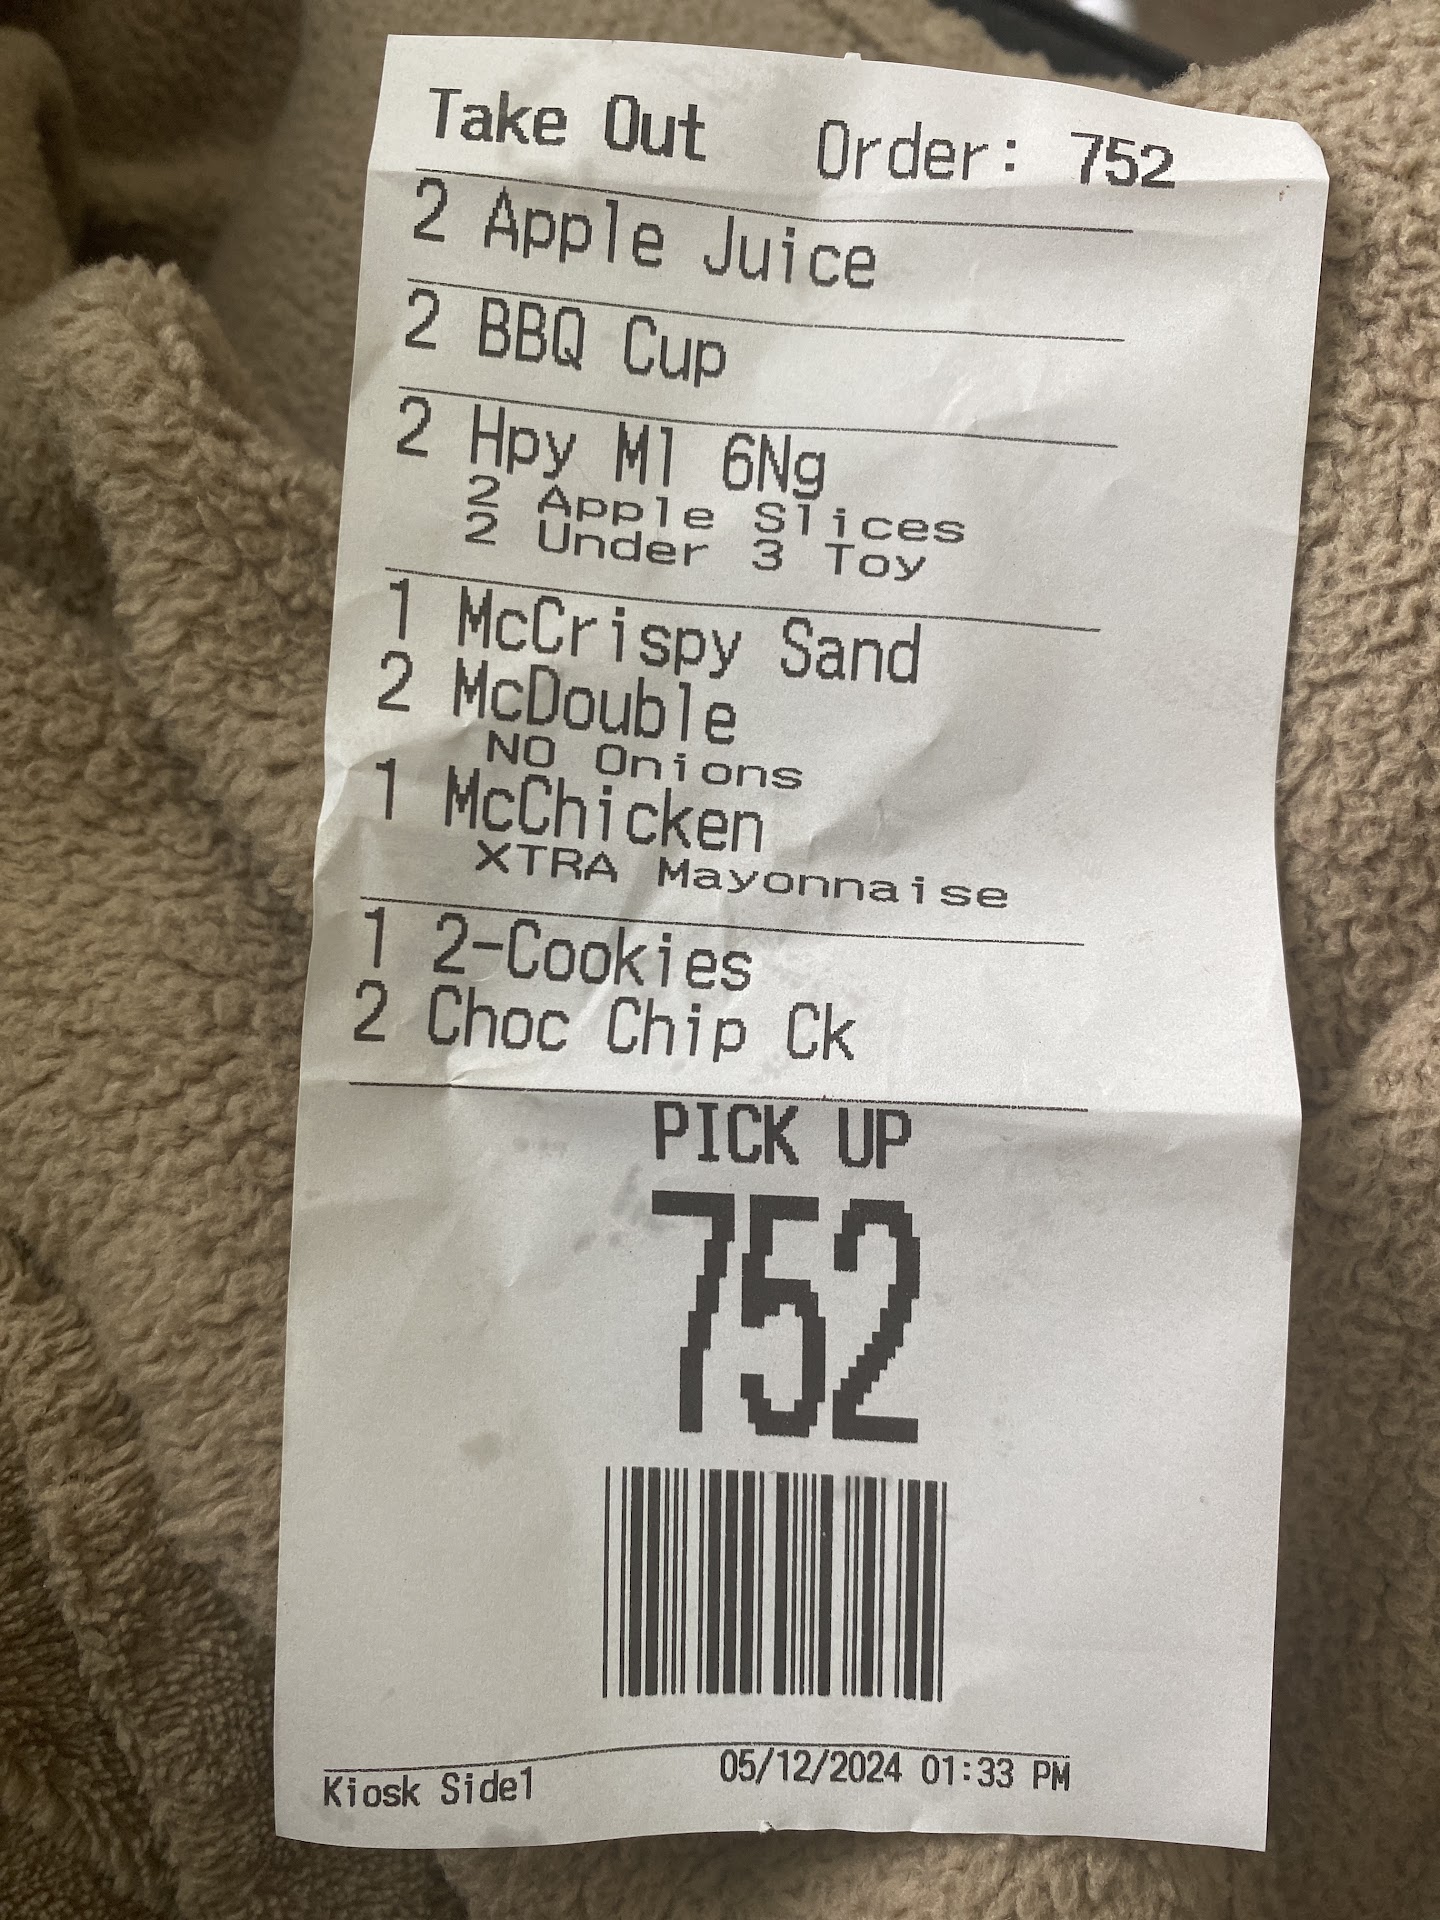 Take Out Order: 752
2 Apple Juice
2 BBQ Cup
2 Hpy Ml 6Ng
2 Apple Slices
2 Under 3 Toy
1 McCrispy Sand
2 McDouble
NO Onions
1 McChicken
XTRA Mayonnaise
1 2-Cookies
2 Choc Chip Ck
PICK UP
752
Kiosk Side1 05/12/2024 01:33 PM